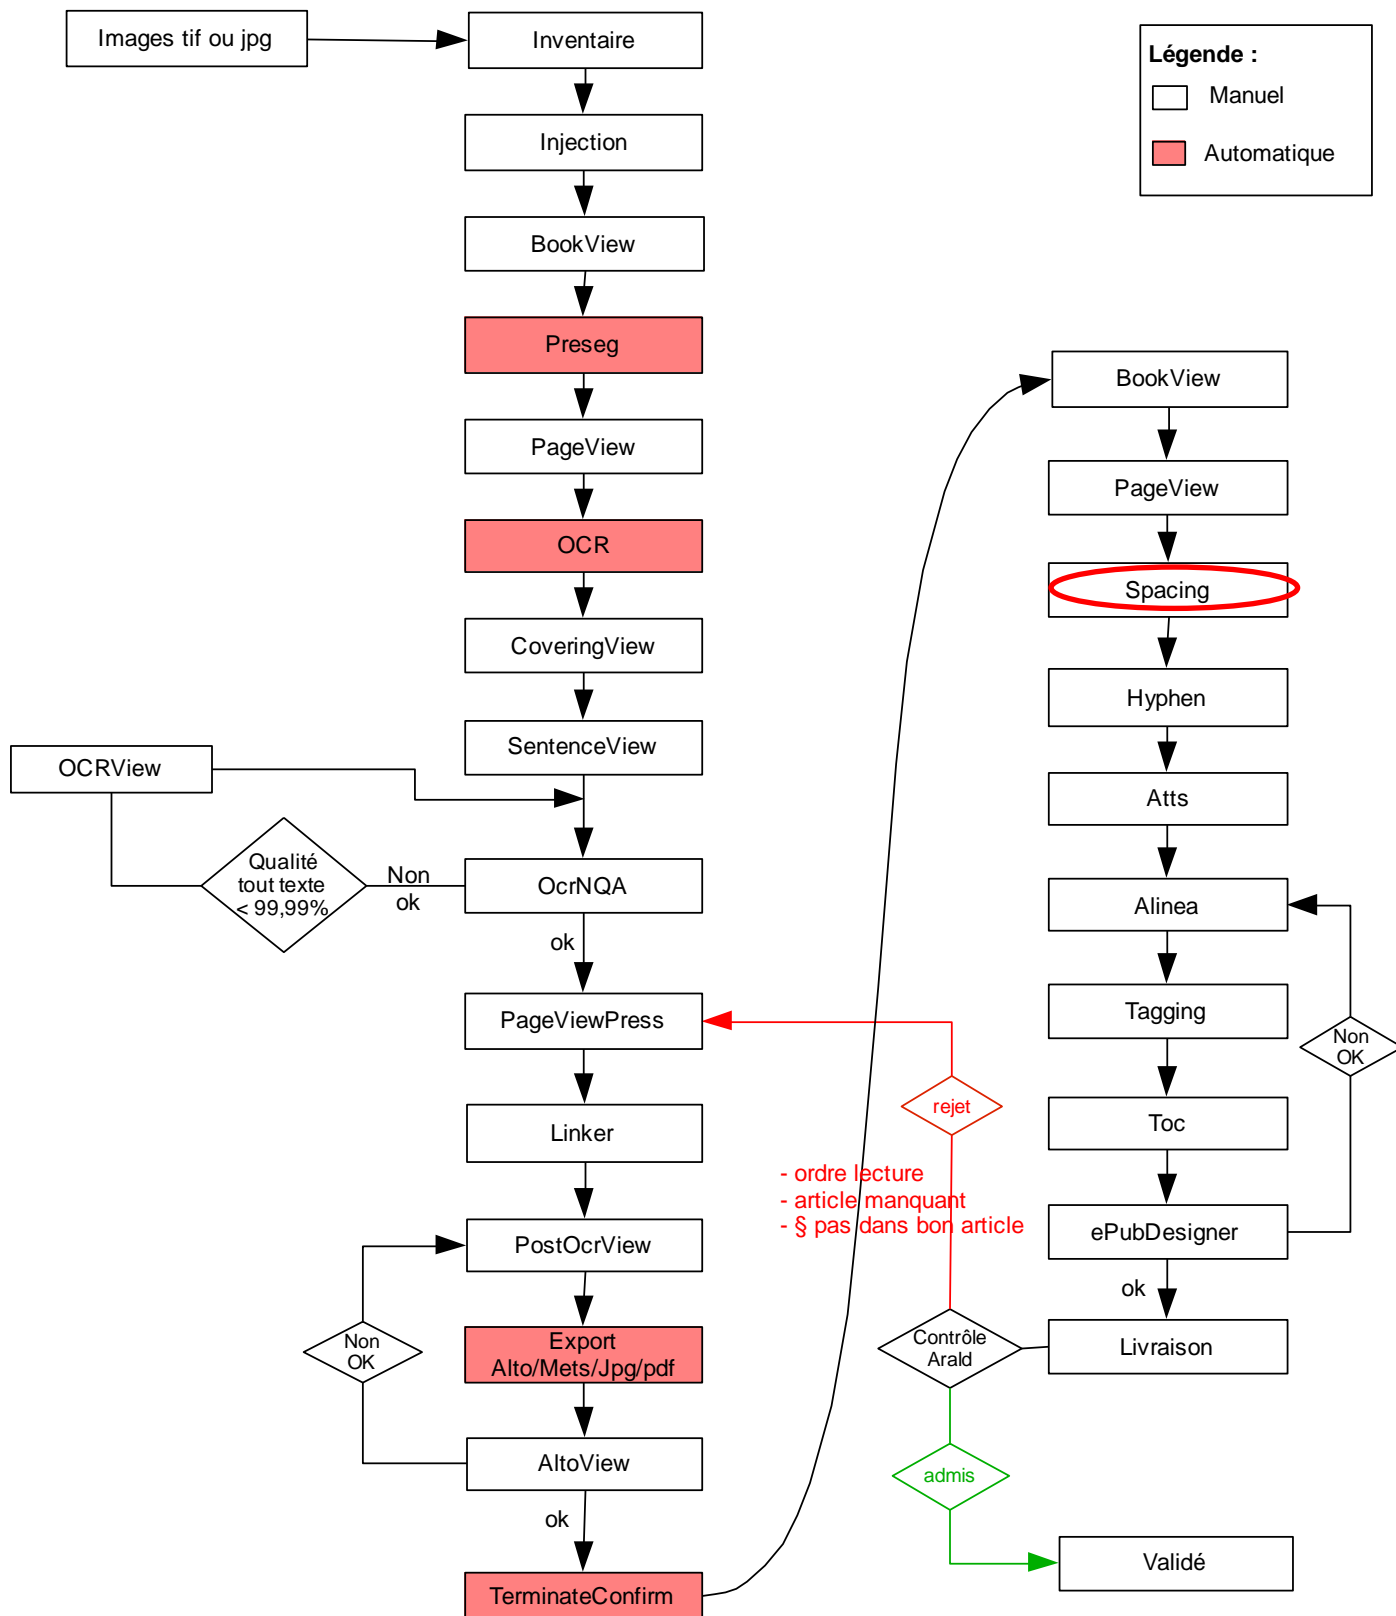 Images tif ou jpg
Inventaire
Injection
BookView
Preseg
PageView
OCR
CoveringView
SentenceView
OCRView
Qualité
tout texte
< 99,99%
Non
ok
OcrNQA
ok
PageViewPress
Linker
PostOcrView
Non
OK
Export
Alto/Mets/Jpg/pdf
AltoView
ok
TerminateConfirm
Légende :
Manuel
Automatique
BookView
PageView
Spacing
Hyphen
Atts
Alinea
Tagging
Non
OK
Toc
ePubDesigner
ok
Livraison
Contrôle
Arald
rejet
- ordre lecture
- article manquant
- § pas dans bon article
admis
Validé